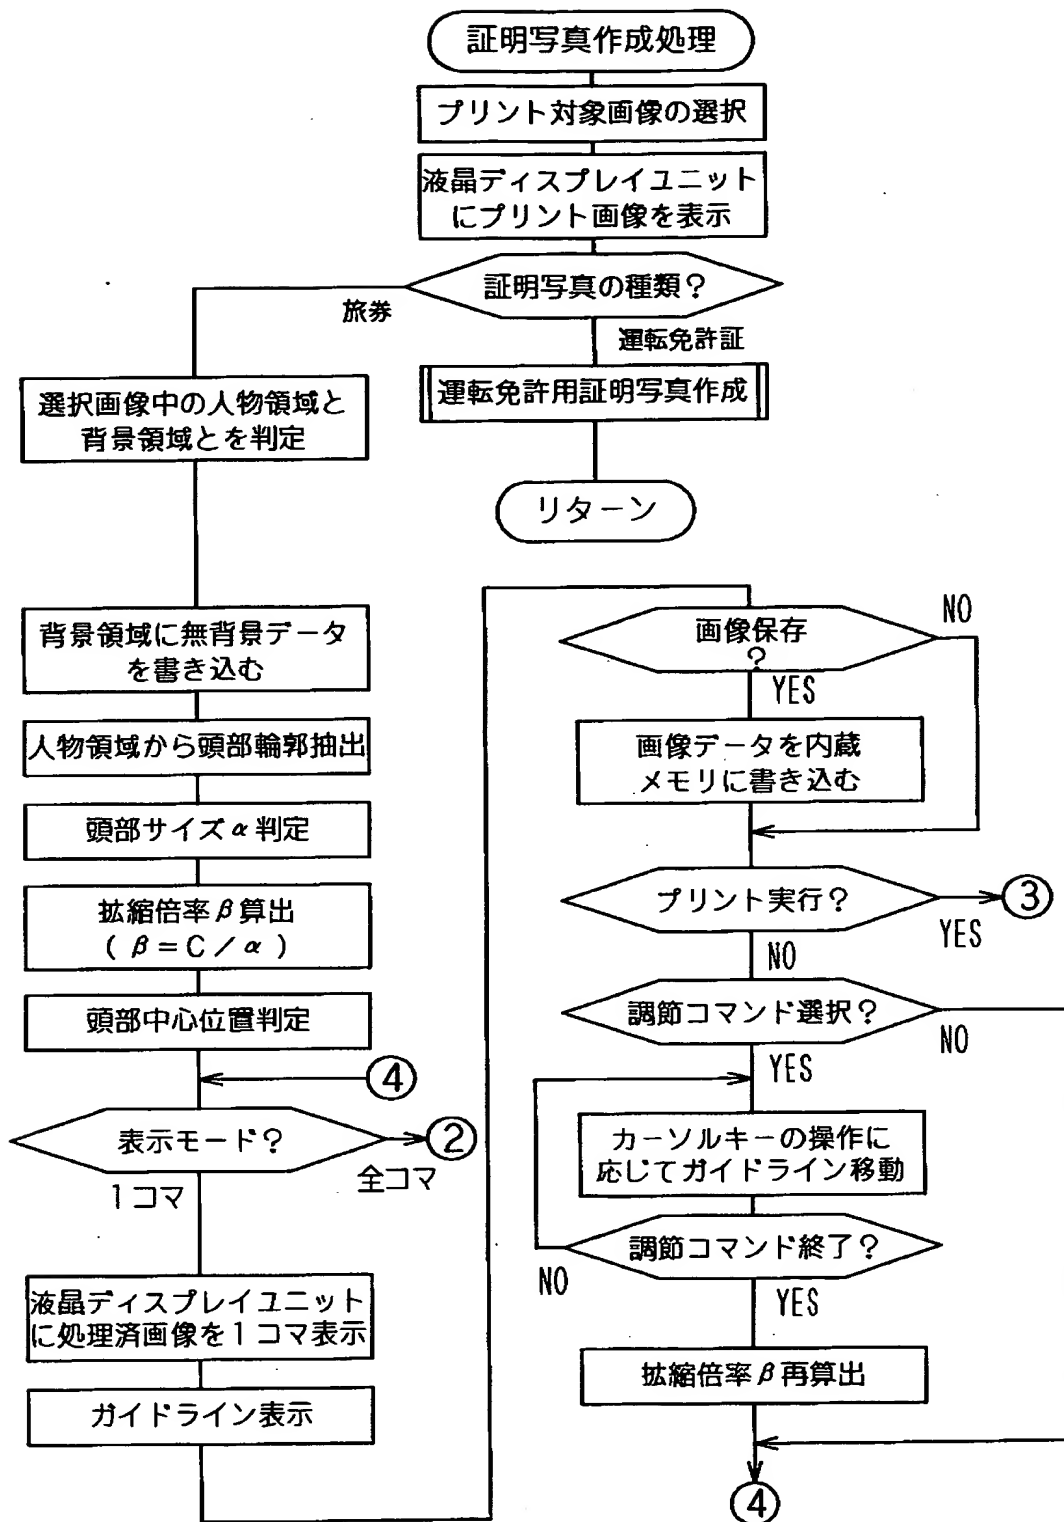 証明写真作成処理
プリント対象画像の選択
液晶ディスプレイユニット
にプリント画像を表示
証明写真の種類?
旅券
運転免許証
運転免許用証明写真作成
リターン
選択画像中の人物領域と
背景領域とを判定
背景領域に無背景データ
を書き込む
人物領域から頭部輪郭抽出
頭部サイズα判定
拡縮倍率β算出
(β=C/α)
頭部中心位置判定
④
表示モード?
②
全コマ
1コマ
液晶ディスプレイユニット
に処理済画像を1コマ表示
ガイドライン表示
画像保存
?
NO
YES
画像データを内蔵
メモリに書き込む
プリント実行?
③
YES
NO
調節コマンド選択?
NO
YES
カーソルキーの操作に
応じてガイドライン移動
調節コマンド終了?
NO
YES
拡縮倍率β再算出
④